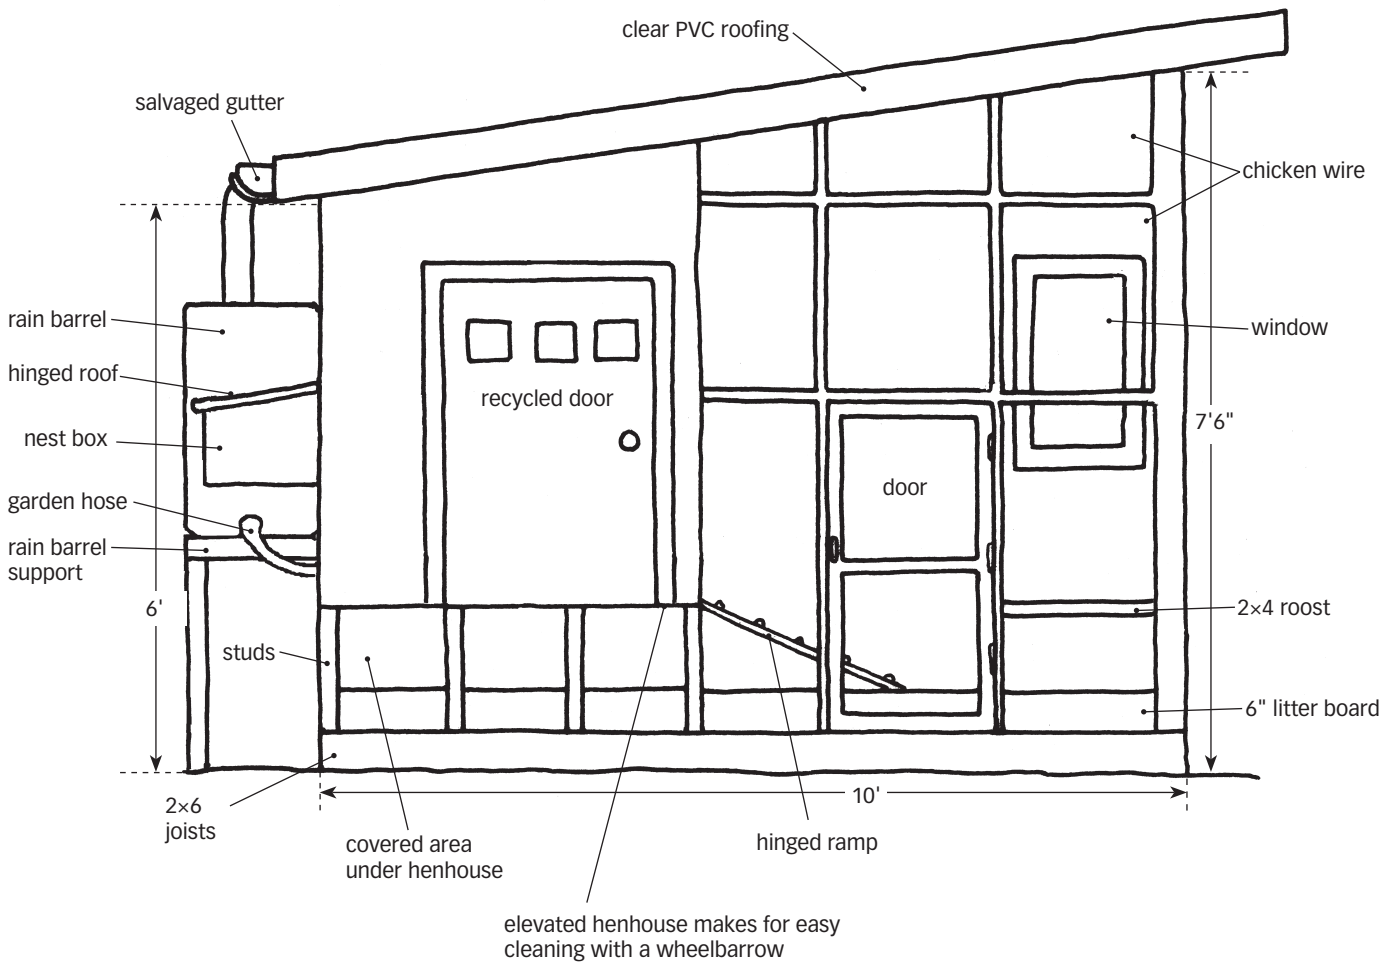 clear PVC roofing
salvaged gutter
chicken wire
rain barrel
window
hinged roof
recycled door
7'6"
nest box
door
garden hose
rain barrel
support
6'
2×4 roost
studs
6" litter board
10'
2×6
joists
covered area
under henhouse
hinged ramp
elevated henhouse makes for easy
cleaning with a wheelbarrow